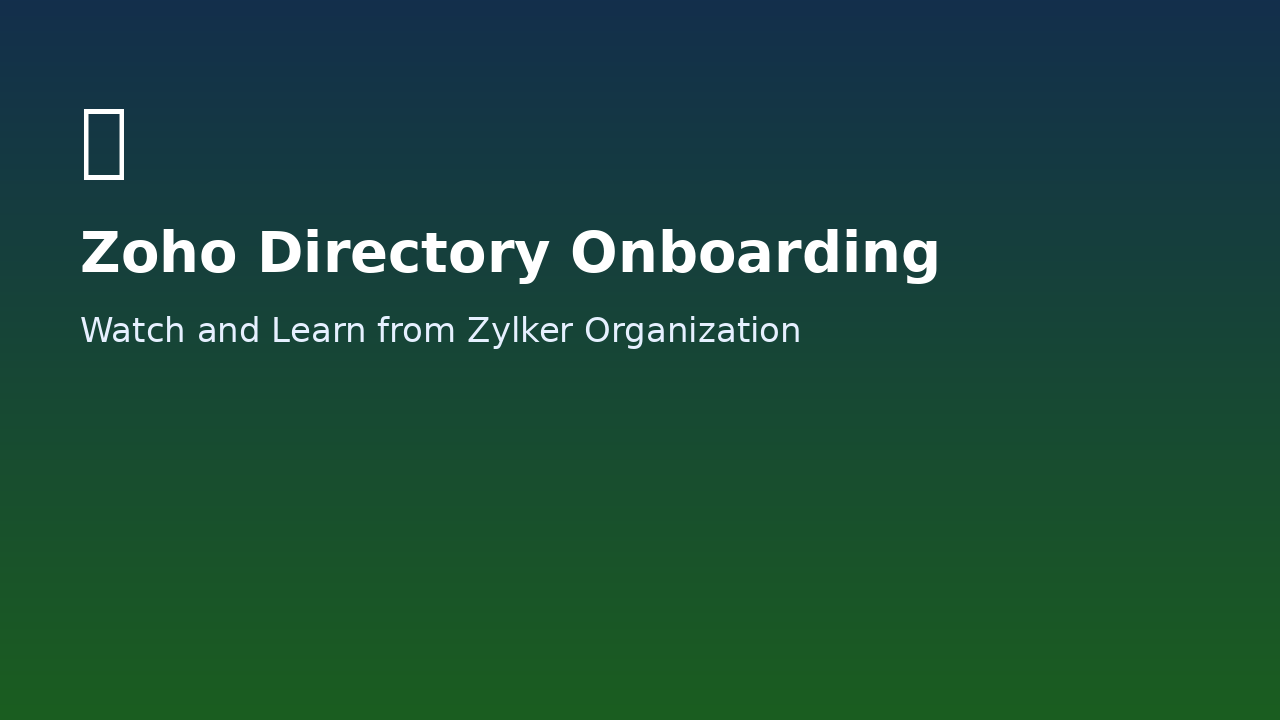 Zoho Directory Onboarding
Watch and Learn from Zylker Organization